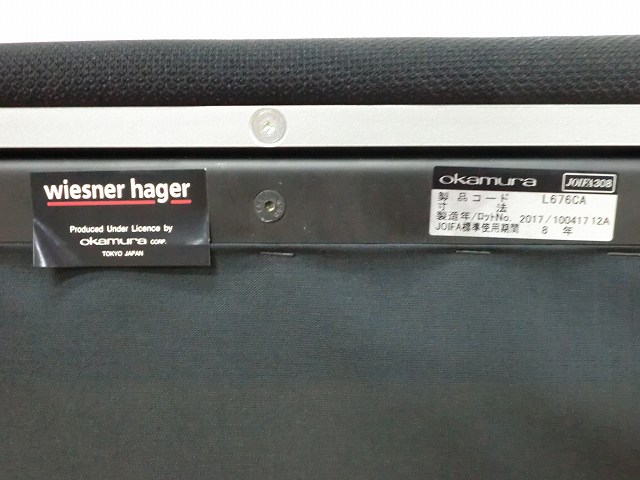 wiesner hager
Produced Under Licence by
okamura CORP.
TOKYO JAPAN
okamura JOIFA308
製品コード L676CA
寸法
製造年/ロットNo. 2017/10041712A
JOIFA標準使用期間 8 年